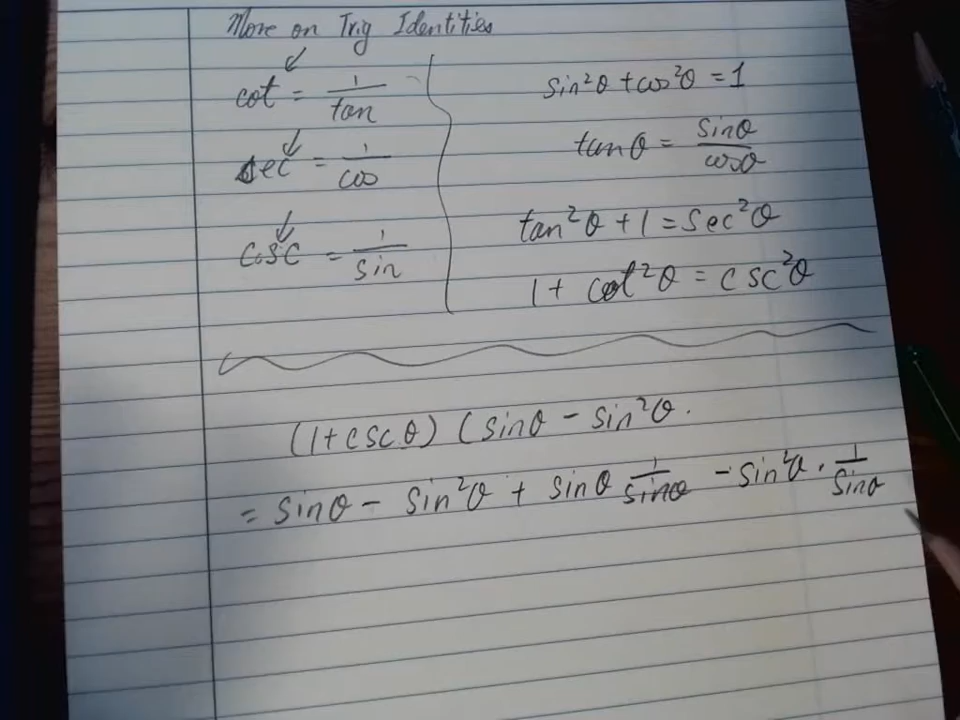 More on Trig Identities
cot = 1/tan
sec = 1/cos
csc = 1/sin
sin²θ + cos²θ = 1
tanθ = sinθ/cosθ
tan²θ + 1 = sec²θ
1 + cot²θ = csc²θ
(1+cscθ) (sinθ - sin²θ.
= sinθ - sin²θ + sinθ 1/sinθ - sin²θ · 1/sinθ